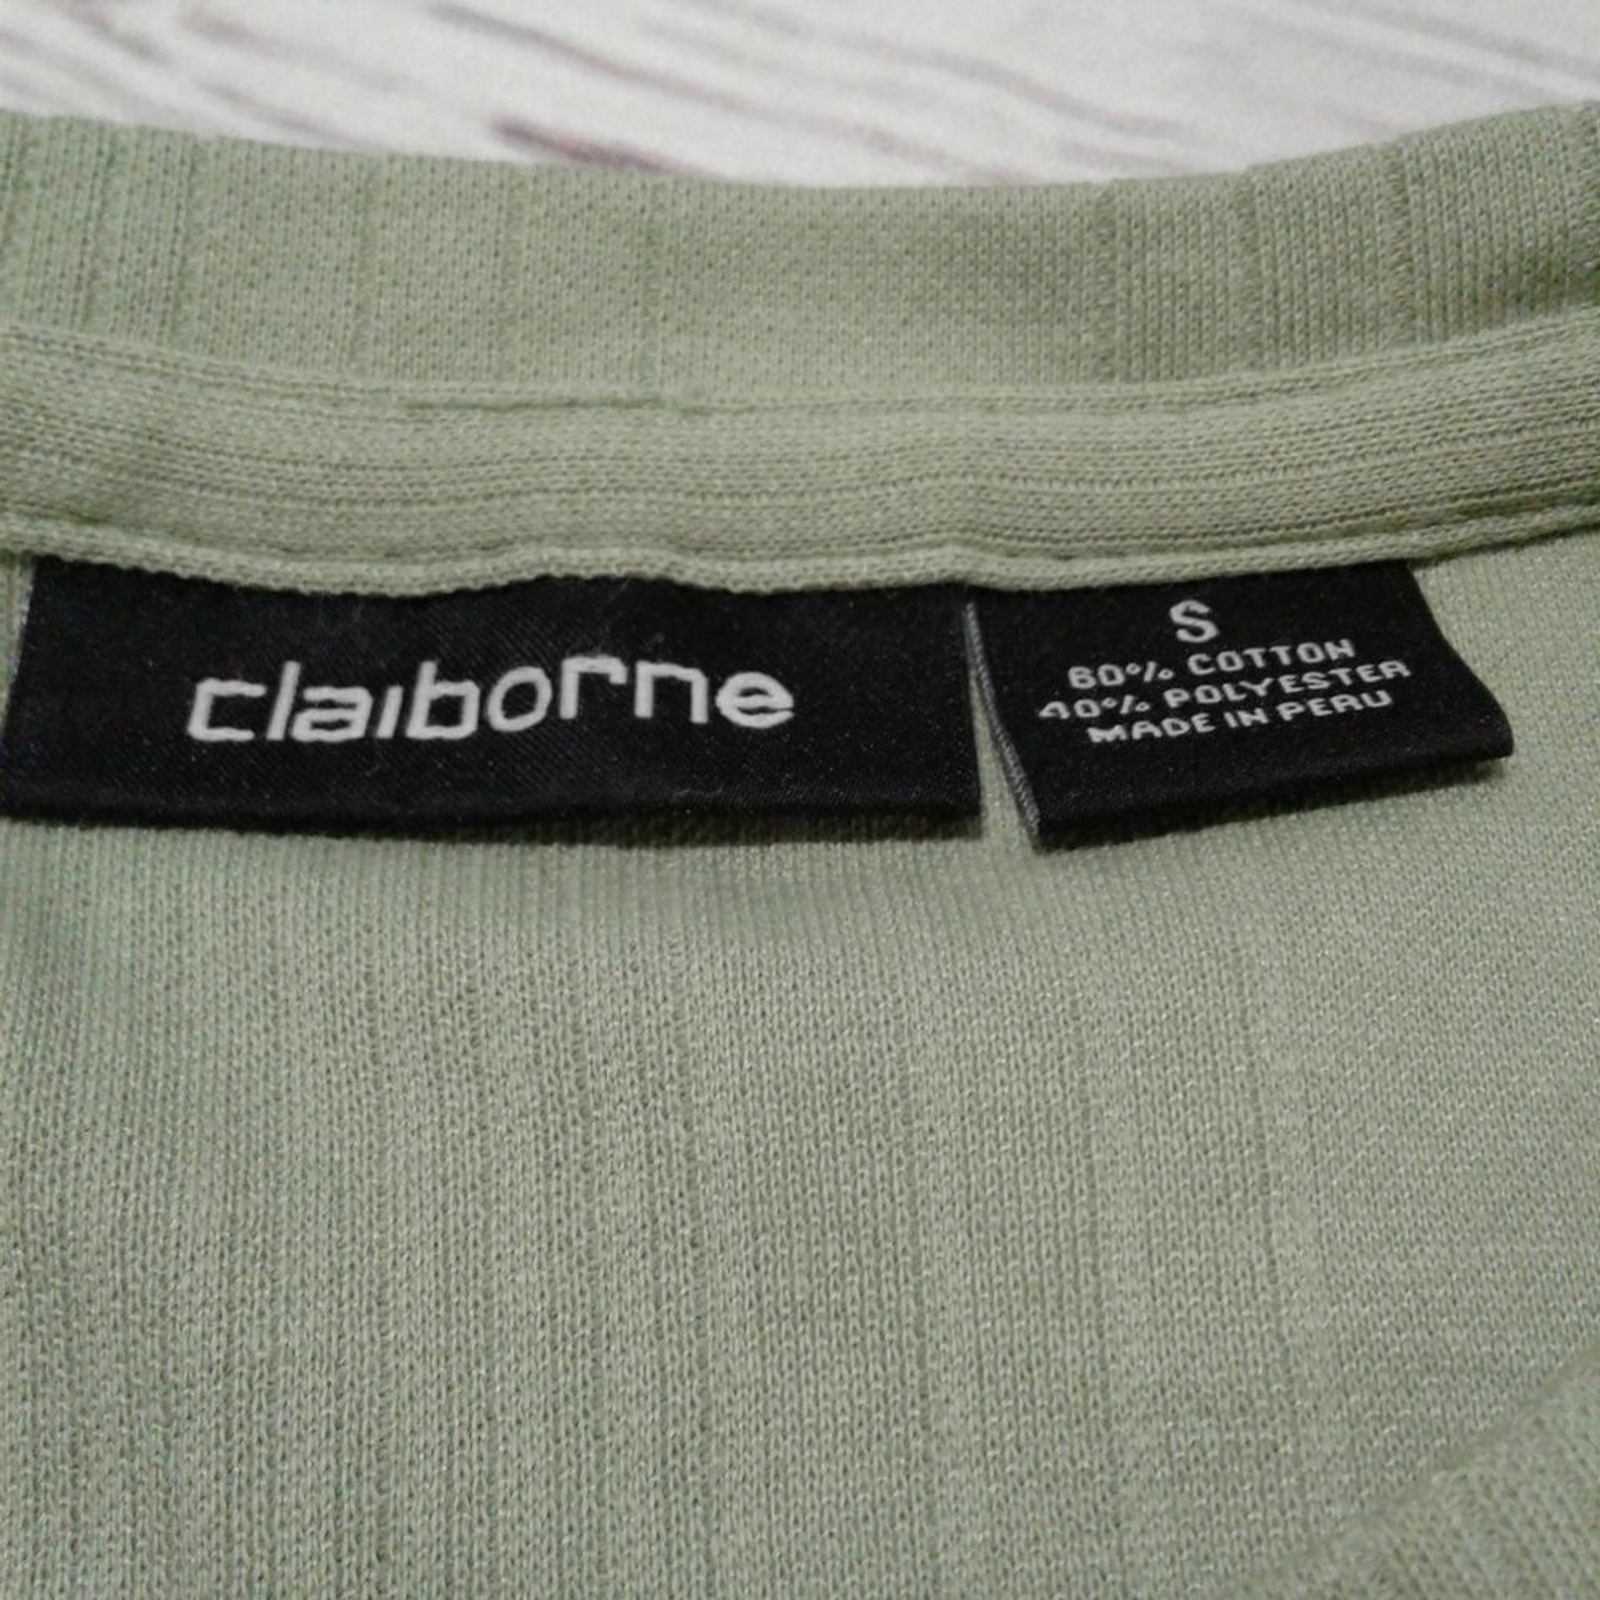 claiborne
S
60% COTTON
40% POLYESTER
MADE IN PERU